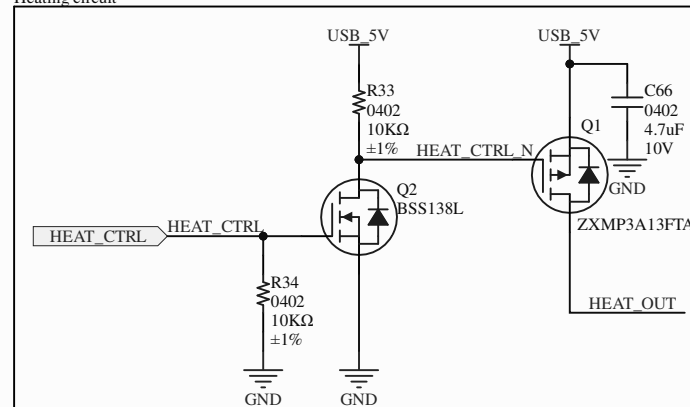 Heating circuit
USB_5V
USB_5V
R33
0402
10KΩ
±1%
C66
0402
4.7uF
10V
Q1
HEAT_CTRL_N
GND
Q2
BSS138L
ZXMP3A13FTA
HEAT_CTRL
HEAT_CTRL
R34
0402
10KΩ
±1%
HEAT_OUT
GND
GND